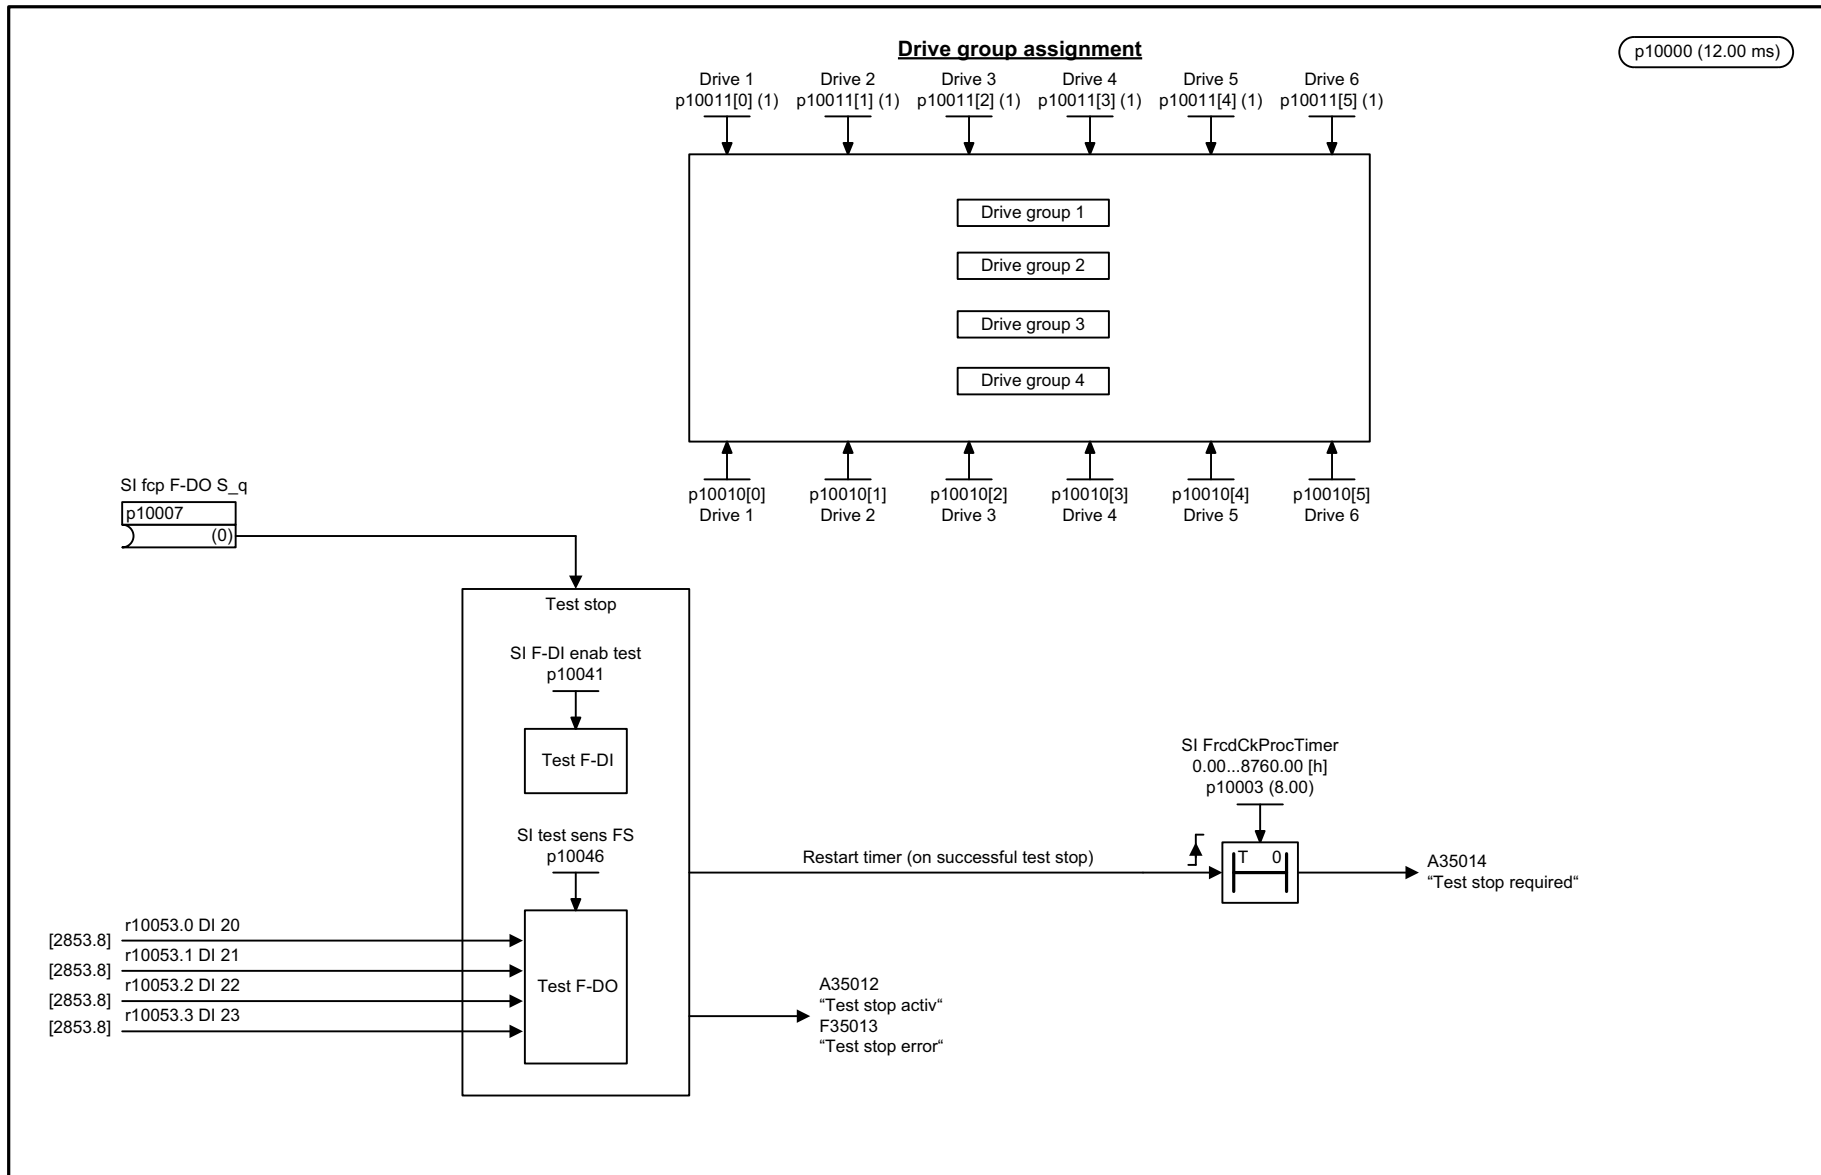 Drive group assignment
p10000 (12.00 ms)
Drive 1 Drive 2 Drive 3 Drive 4 Drive 5 Drive 6
p10011[0] (1) p10011[1] (1) p10011[2] (1) p10011[3] (1) p10011[4] (1) p10011[5] (1)
Drive group 1
Drive group 2
Drive group 3
Drive group 4
p10010[0] p10010[1] p10010[2] p10010[3] p10010[4] p10010[5]
Drive 1 Drive 2 Drive 3 Drive 4 Drive 5 Drive 6
SI fcp F-DO S_q
p10007
(0)
Test stop
SI F-DI enab test
p10041
Test F-DI
SI test sens FS
p10046
Test F-DO
[2853.8] r10053.0 DI 20
[2853.8] r10053.1 DI 21
[2853.8] r10053.2 DI 22
[2853.8] r10053.3 DI 23
Restart timer (on successful test stop)
SI FrcdCkProcTimer
0.00...8760.00 [h]
p10003 (8.00)
T 0
A35014
“Test stop required“
A35012
“Test stop activ“
F35013
“Test stop error“